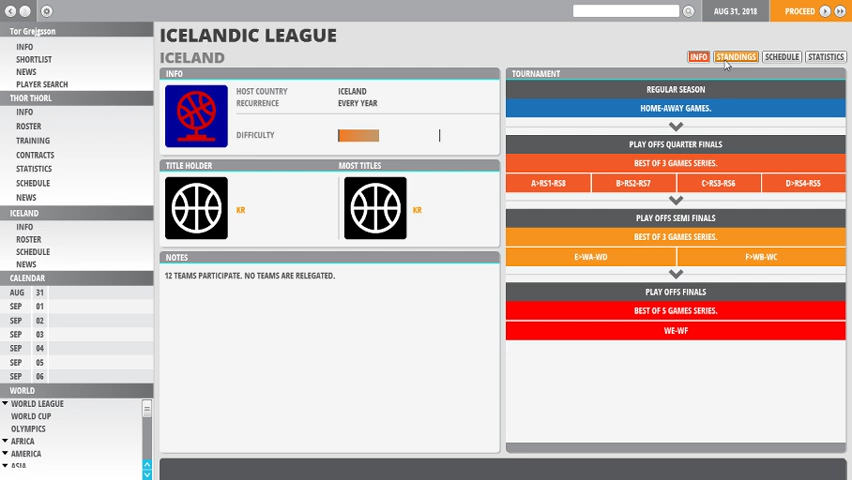 AUG 31, 2018
PROCEED
Tor Grejgsson
INFO
SHORTLIST
NEWS
PLAYER SEARCH
THOR THORL
INFO
ROSTER
TRAINING
CONTRACTS
STATISTICS
SCHEDULE
NEWS
ICELAND
INFO
ROSTER
SCHEDULE
NEWS
CALENDAR
AUG 31
SEP 01
SEP 02
SEP 03
SEP 04
SEP 05
SEP 06
WORLD
WORLD LEAGUE
WORLD CUP
OLYMPICS
AFRICA
AMERICA
ASIA
ICELANDIC LEAGUE
ICELAND
INFO STANDINGS SCHEDULE STATISTICS
INFO
HOST COUNTRY ICELAND
RECURRENCE EVERY YEAR
DIFFICULTY
TITLE HOLDER MOST TITLES
KR KR
NOTES
12 TEAMS PARTICIPATE. NO TEAMS ARE RELEGATED.
TOURNAMENT
REGULAR SEASON
HOME-AWAY GAMES.
PLAY OFFS QUARTER FINALS
BEST OF 3 GAMES SERIES.
A>RS1-RS8 B>RS2-RS7 C>RS3-RS6 D>RS4-RS5
PLAY OFFS SEMI FINALS
BEST OF 3 GAMES SERIES.
E>WA-WD F>WB-WC
PLAY OFFS FINALS
BEST OF 5 GAMES SERIES.
WE-WF